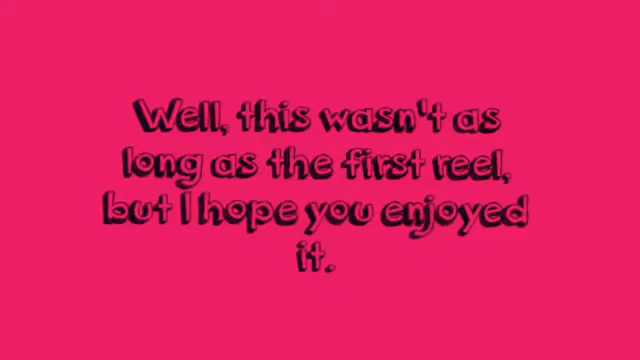 Well, this wasn't as
long as the first reel,
but I hope you enjoyed
it.